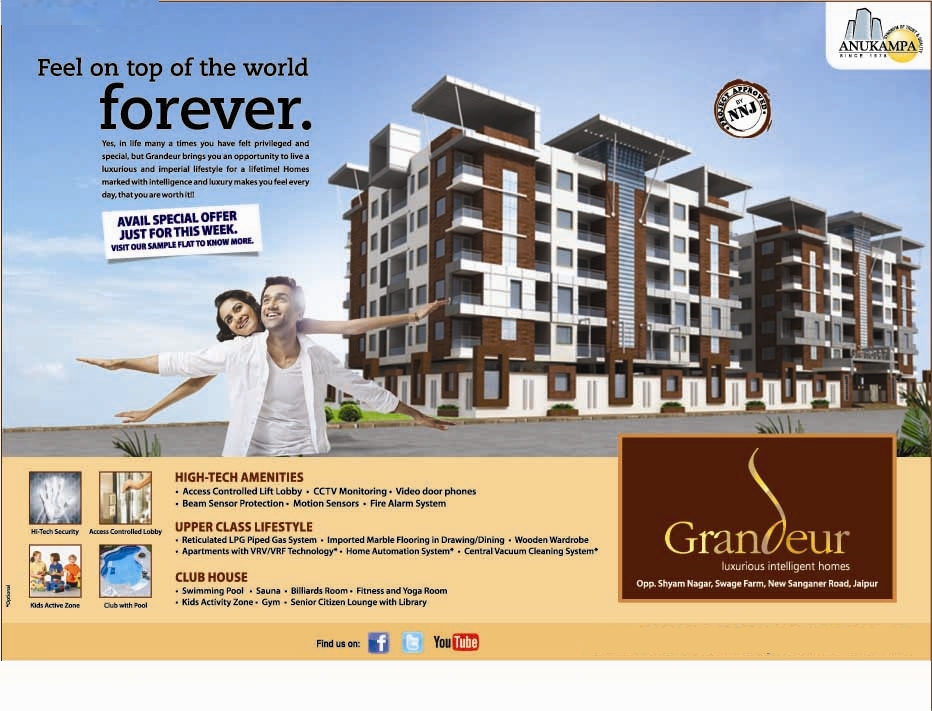 ANUKAMPA
SYNONYM OF TRUST & QUALITY
SINCE 1978
Feel on top of the world
forever.
Yes, in life many a times you have felt privileged and
special, but Grandeur brings you an opportunity to live a
luxurious and imperial lifestyle for a lifetime! Homes
marked with intelligence and luxury makes you feel every
day, that you are worth it!!
PROJECT APPROVED
BY
NNJ
AVAIL SPECIAL OFFER
JUST FOR THIS WEEK.
VISIT OUR SAMPLE FLAT TO KNOW MORE.
HIGH-TECH AMENITIES
• Access Controlled Lift Lobby • CCTV Monitoring • Video door phones
• Beam Sensor Protection • Motion Sensors • Fire Alarm System
UPPER CLASS LIFESTYLE
• Reticulated LPG Piped Gas System • Imported Marble Flooring in Drawing/Dining • Wooden Wardrobe
• Apartments with VRV/VRF Technology* • Home Automation System* • Central Vacuum Cleaning System*
CLUB HOUSE
• Swimming Pool • Sauna • Billiards Room • Fitness and Yoga Room
• Kids Activity Zone • Gym • Senior Citizen Lounge with Library
Hi-Tech Security
Access Controlled Lobby
Kids Active Zone
Club with Pool
*Optional
Grandeur
luxurious intelligent homes
Opp. Shyam Nagar, Swage Farm, New Sanganer Road, Jaipur
Find us on: f t YouTube